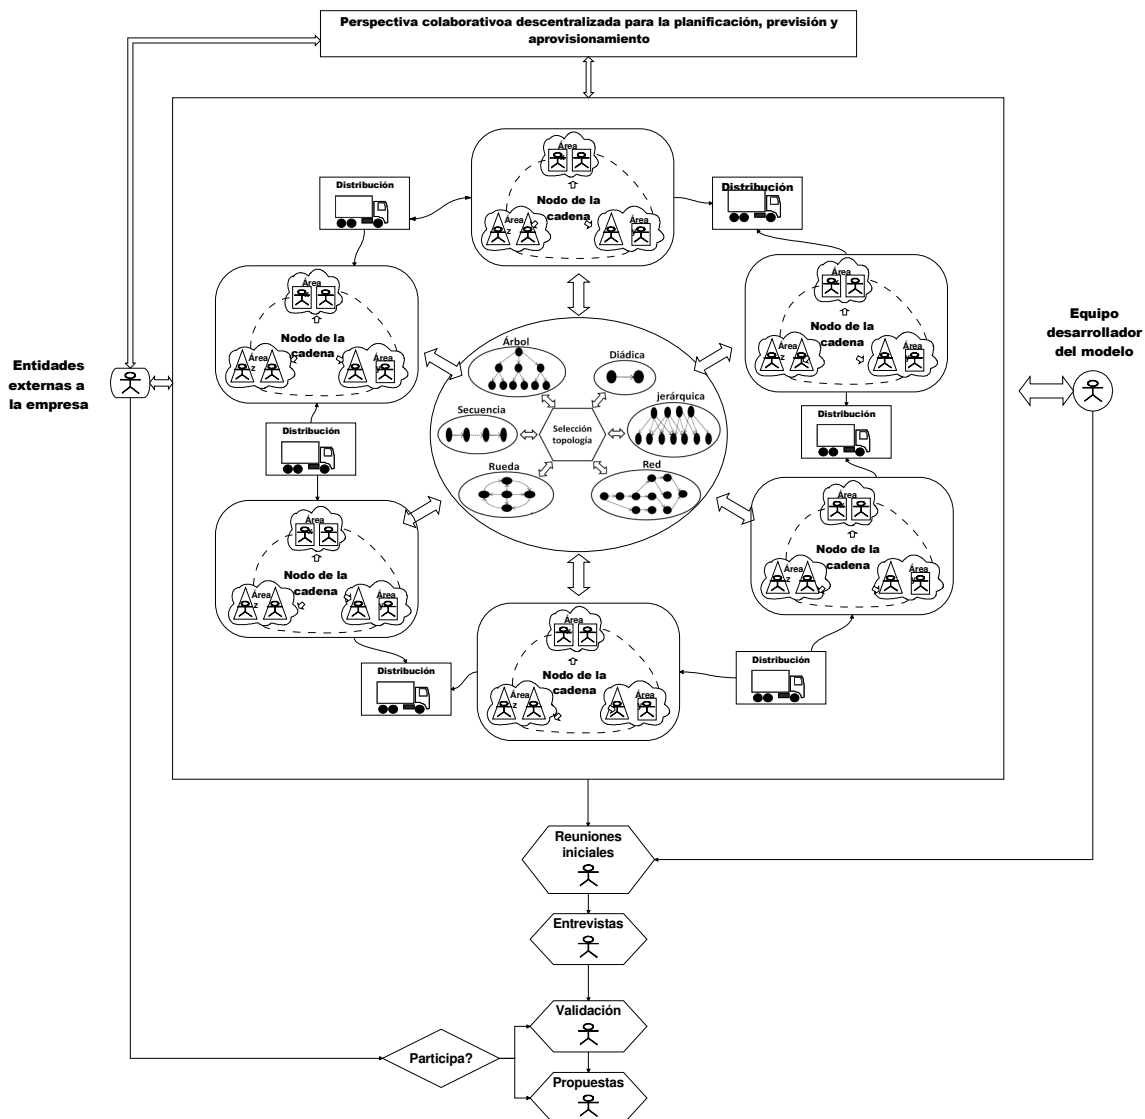 Perspectiva colaborativoa descentralizada para la planificación, previsión y
aprovisionamiento
Área
Nodo de la
cadena
Área
z
Área
Distribución
Distribución
Área
Nodo de la
cadena
Área
z
Área
Área
Nodo de la
cadena
Área
z
Área
Entidades
externas a
la empresa
Equipo
desarrollador
del modelo
Árbol
Diádica
Secuencia
Selección
topología
jerárquica
Rueda
Red
Distribución
Distribución
Área
Nodo de la
cadena
Área
z
Área
Área
Nodo de la
cadena
Área
z
Área
Área
Nodo de la
cadena
Área
z
Área
Distribución
Distribución
Reuniones
iniciales
Entrevistas
Validación
Participa?
Propuestas